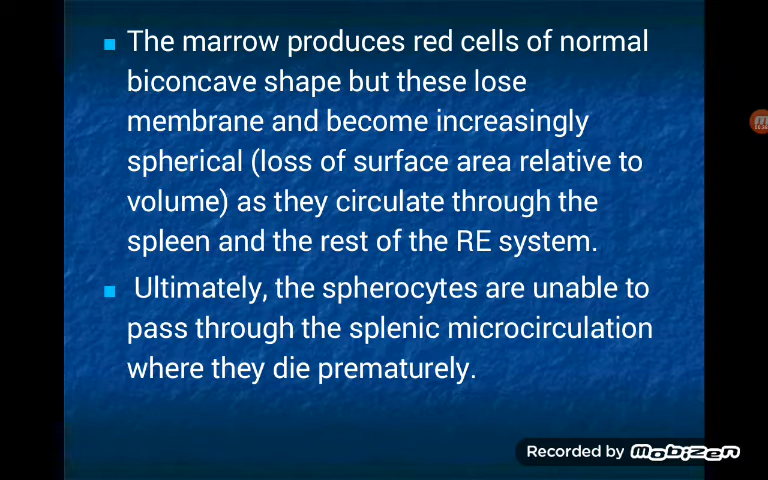 The marrow produces red cells of normal
biconcave shape but these lose
membrane and become increasingly
spherical (loss of surface area relative to
volume) as they circulate through the
spleen and the rest of the RE system.
Ultimately, the spherocytes are unable to
pass through the splenic microcirculation
where they die prematurely.
Recorded by mobizen